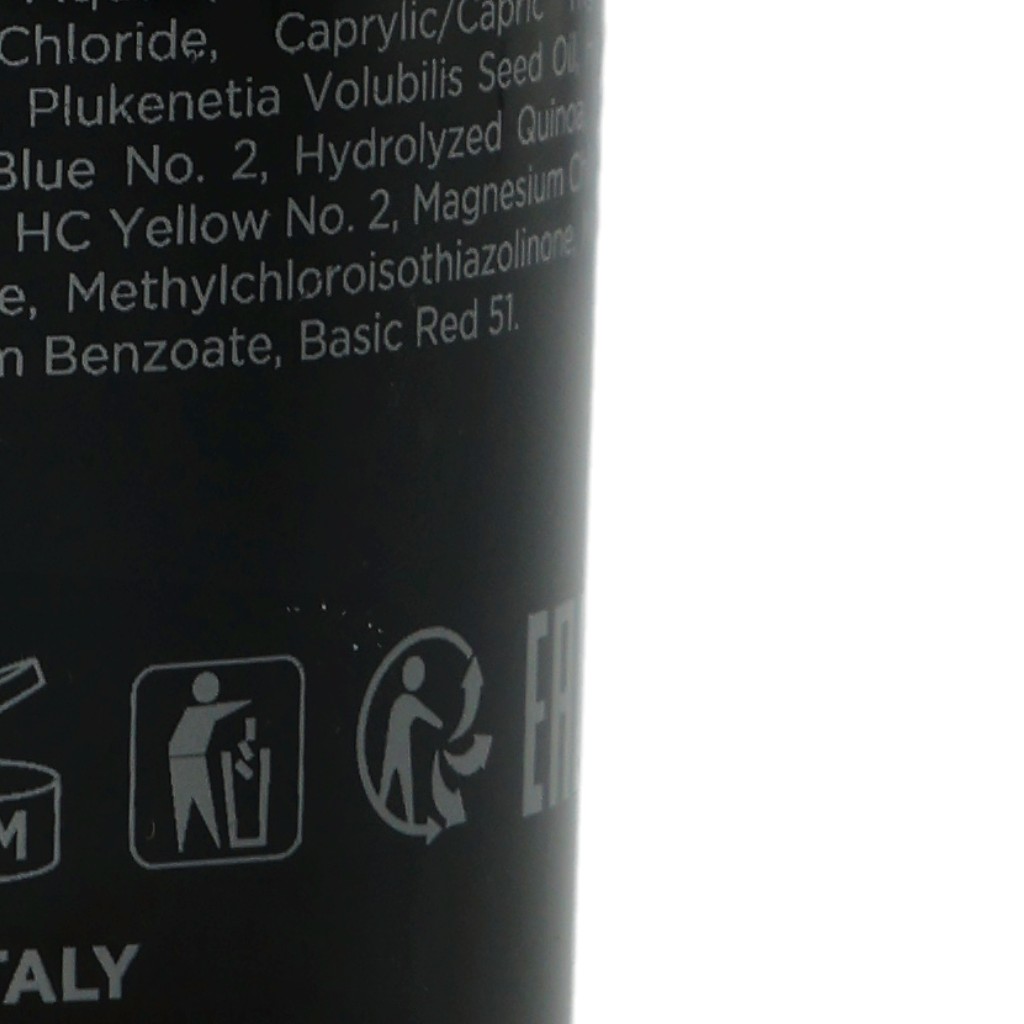 Chloride, Caprylic/Capric
Plukenetia Volubilis Seed Oil,
Blue No. 2, Hydrolyzed Quinoa
HC Yellow No. 2, Magnesium
Methylchloroisothiazolinone,
Benzoate, Basic Red 51.
M
TALY